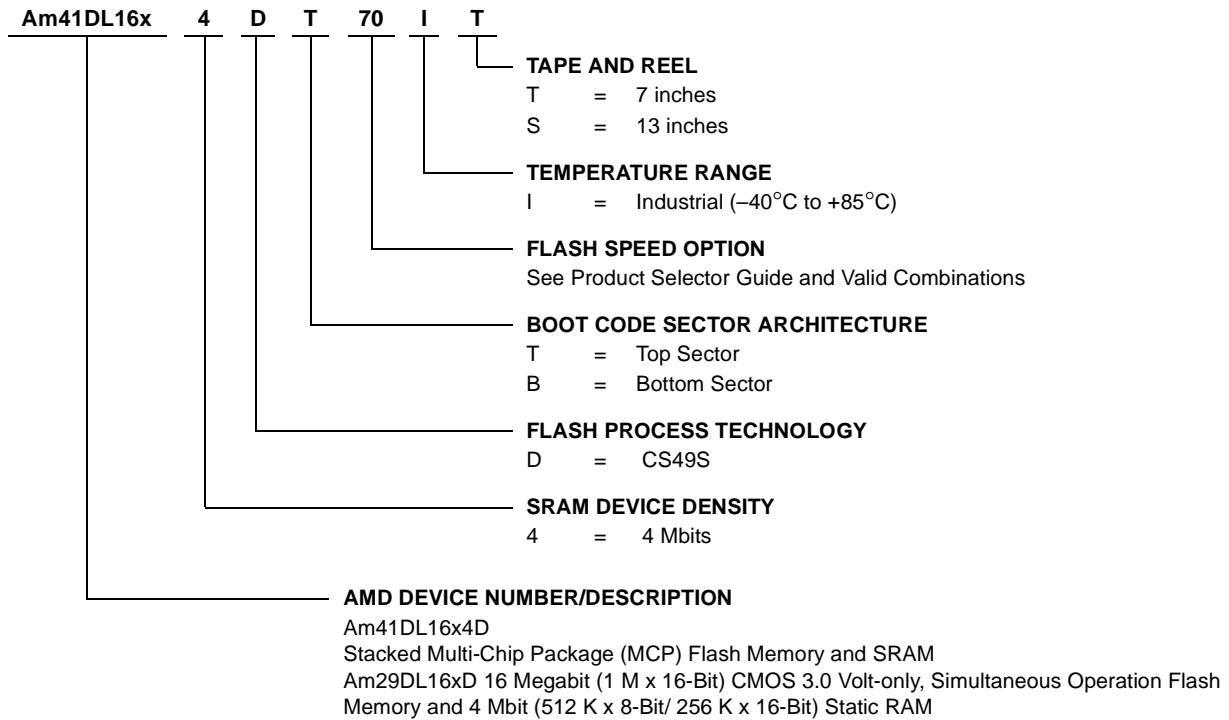 Am41DL16x 4 D T 70 I T
TAPE AND REEL
T = 7 inches
S = 13 inches
TEMPERATURE RANGE
I = Industrial (–40°C to +85°C)
FLASH SPEED OPTION
See Product Selector Guide and Valid Combinations
BOOT CODE SECTOR ARCHITECTURE
T = Top Sector
B = Bottom Sector
FLASH PROCESS TECHNOLOGY
D = CS49S
SRAM DEVICE DENSITY
4 = 4 Mbits
AMD DEVICE NUMBER/DESCRIPTION
Am41DL16x4D
Stacked Multi-Chip Package (MCP) Flash Memory and SRAM
Am29DL16xD 16 Megabit (1 M x 16-Bit) CMOS 3.0 Volt-only, Simultaneous Operation Flash
Memory and 4 Mbit (512 K x 8-Bit/ 256 K x 16-Bit) Static RAM